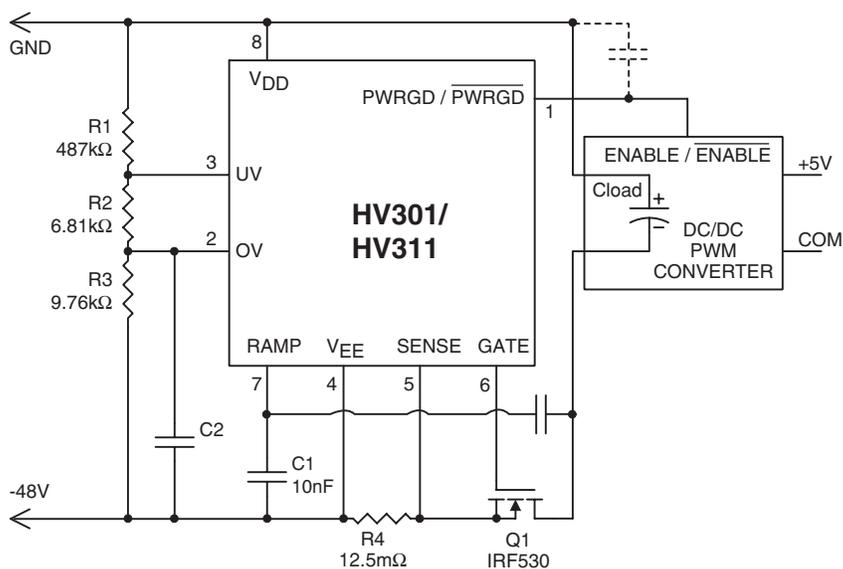 GND
8
VDD
PWRGD / PWRGD
1
R1
487kΩ
ENABLE / ENABLE
+5V
3
UV
Cload
+
R2
6.81kΩ
HV301/
HV311
−
DC/DC
PWM
CONVERTER
COM
2
OV
R3
9.76kΩ
RAMP
VEE
SENSE
GATE
7
4
5
6
C2
C1
10nF
-48V
R4
12.5mΩ
Q1
IRF530